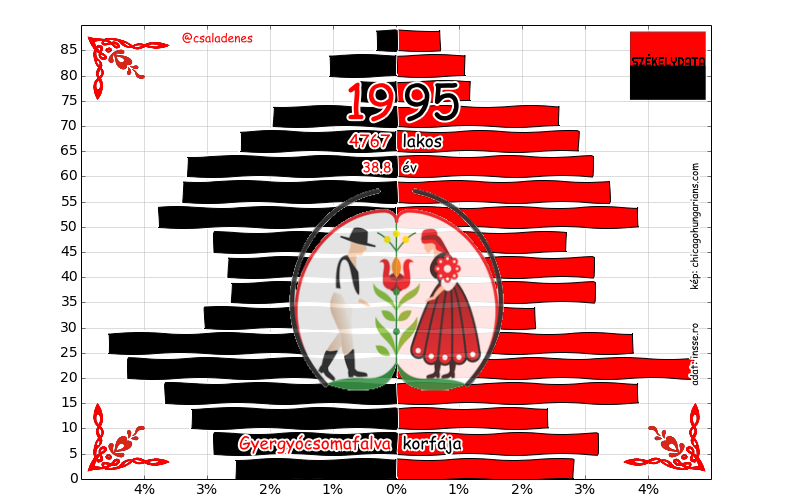 @csaladenes
SZÉKELYDATA
1995
4767 lakos
38.8 év
kép: chicagohungarians.com
adat: insse.ro
Gyergyócsomafalva korfája
85
80
75
70
65
60
55
50
45
40
35
30
25
20
15
10
5
0
4% 3% 2% 1% 0% 1% 2% 3% 4%